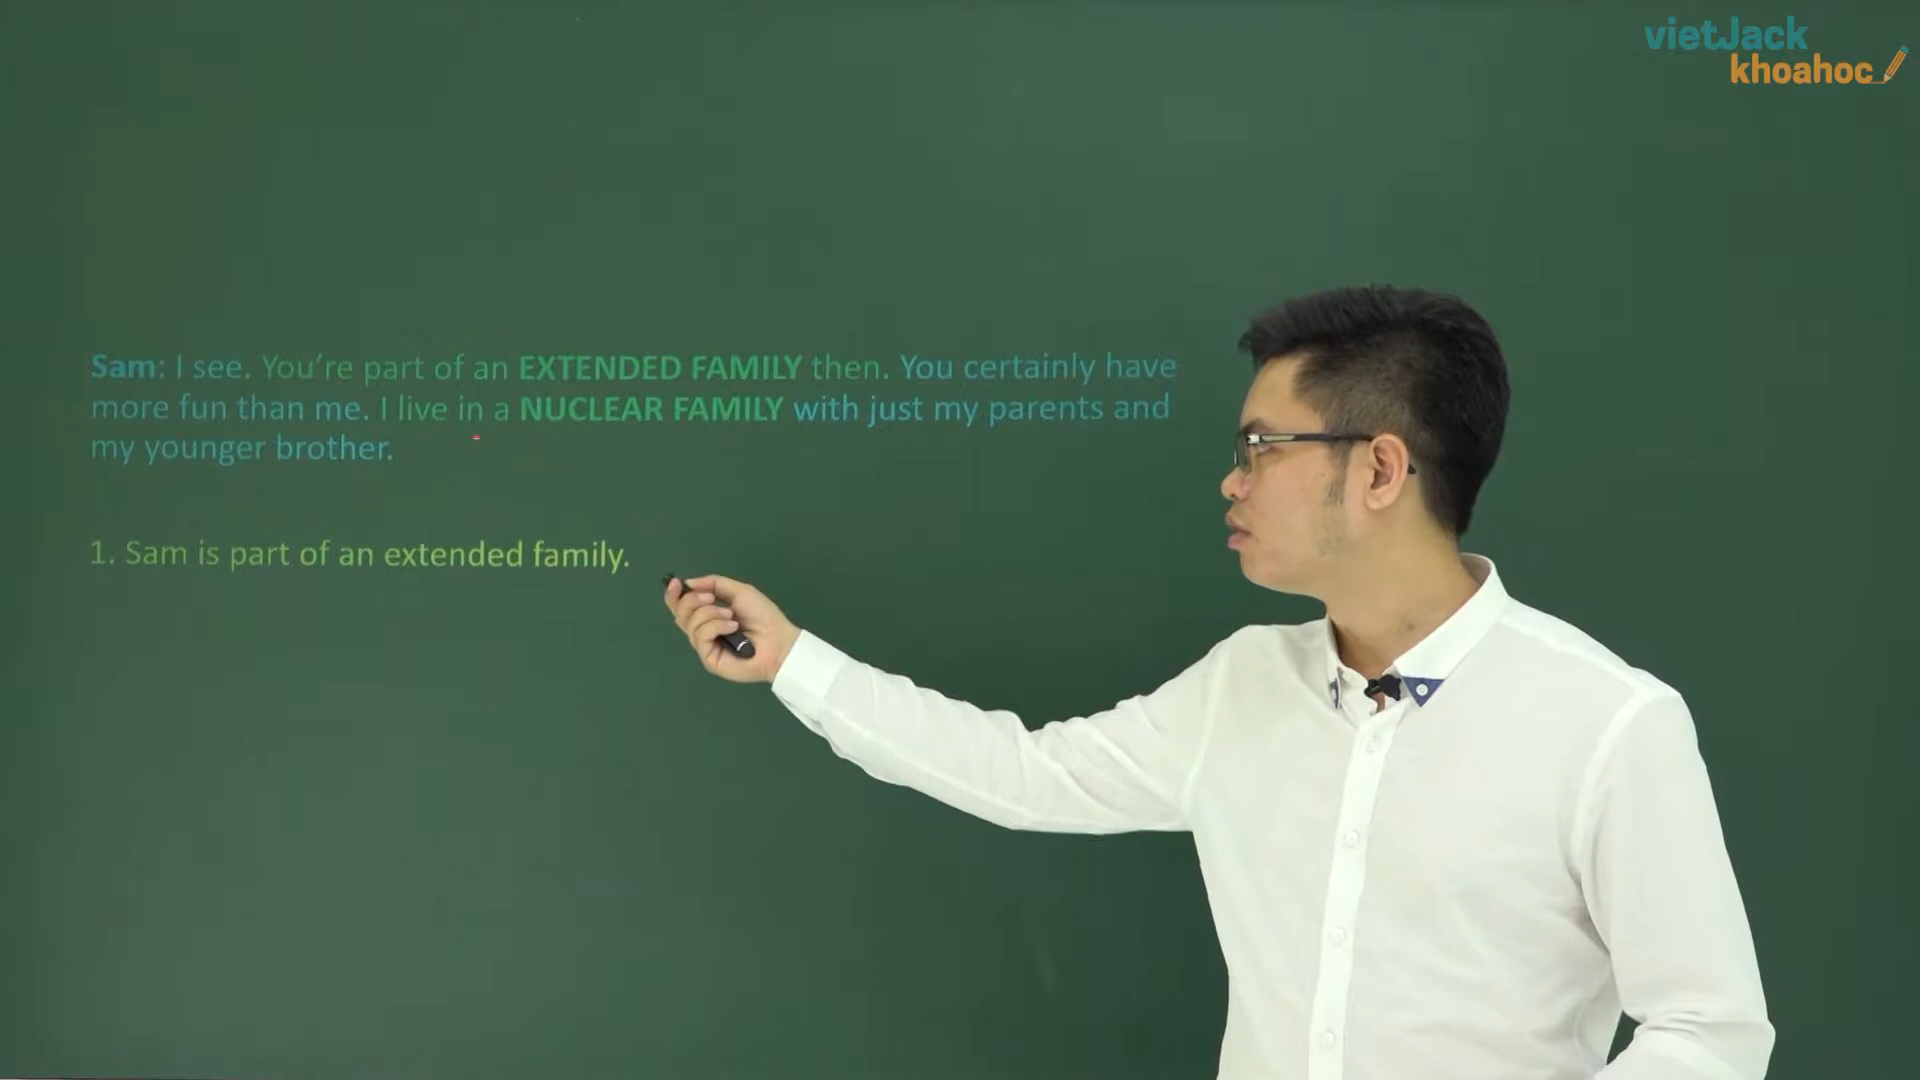 vietJack
khoahoc
Sam: I see. You're part of an EXTENDED FAMILY then. You certainly have
more fun than me. I live in a NUCLEAR FAMILY with just my parents and
my younger brother.
1. Sam is part of an extended family.